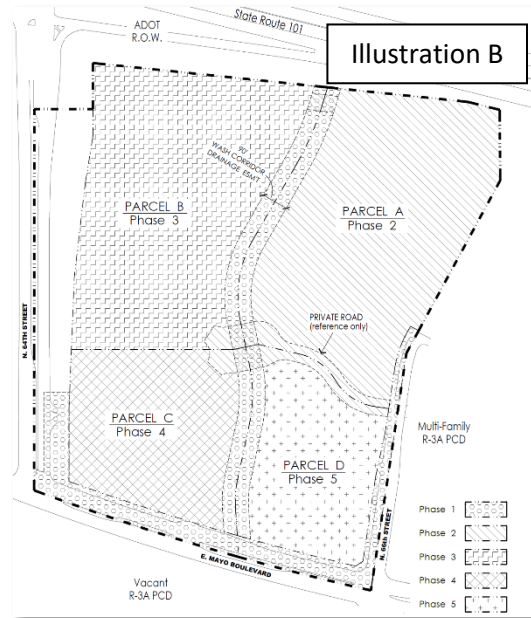 State Route 101
ADOT
R.O.W.
Illustration B
90'
WASH CORRIDOR
DRAINAGE ESMT
PARCEL B
Phase 3
PARCEL A
Phase 2
PRIVATE ROAD
(reference only)
N. 64TH STREET
PARCEL C
Phase 4
PARCEL D
Phase 5
Multi-Family
R-3A PCD
N. 66th STREET
E. MAYO BOULEVARD
Vacant
R-3A PCD
Phase 1
Phase 2
Phase 3
Phase 4
Phase 5